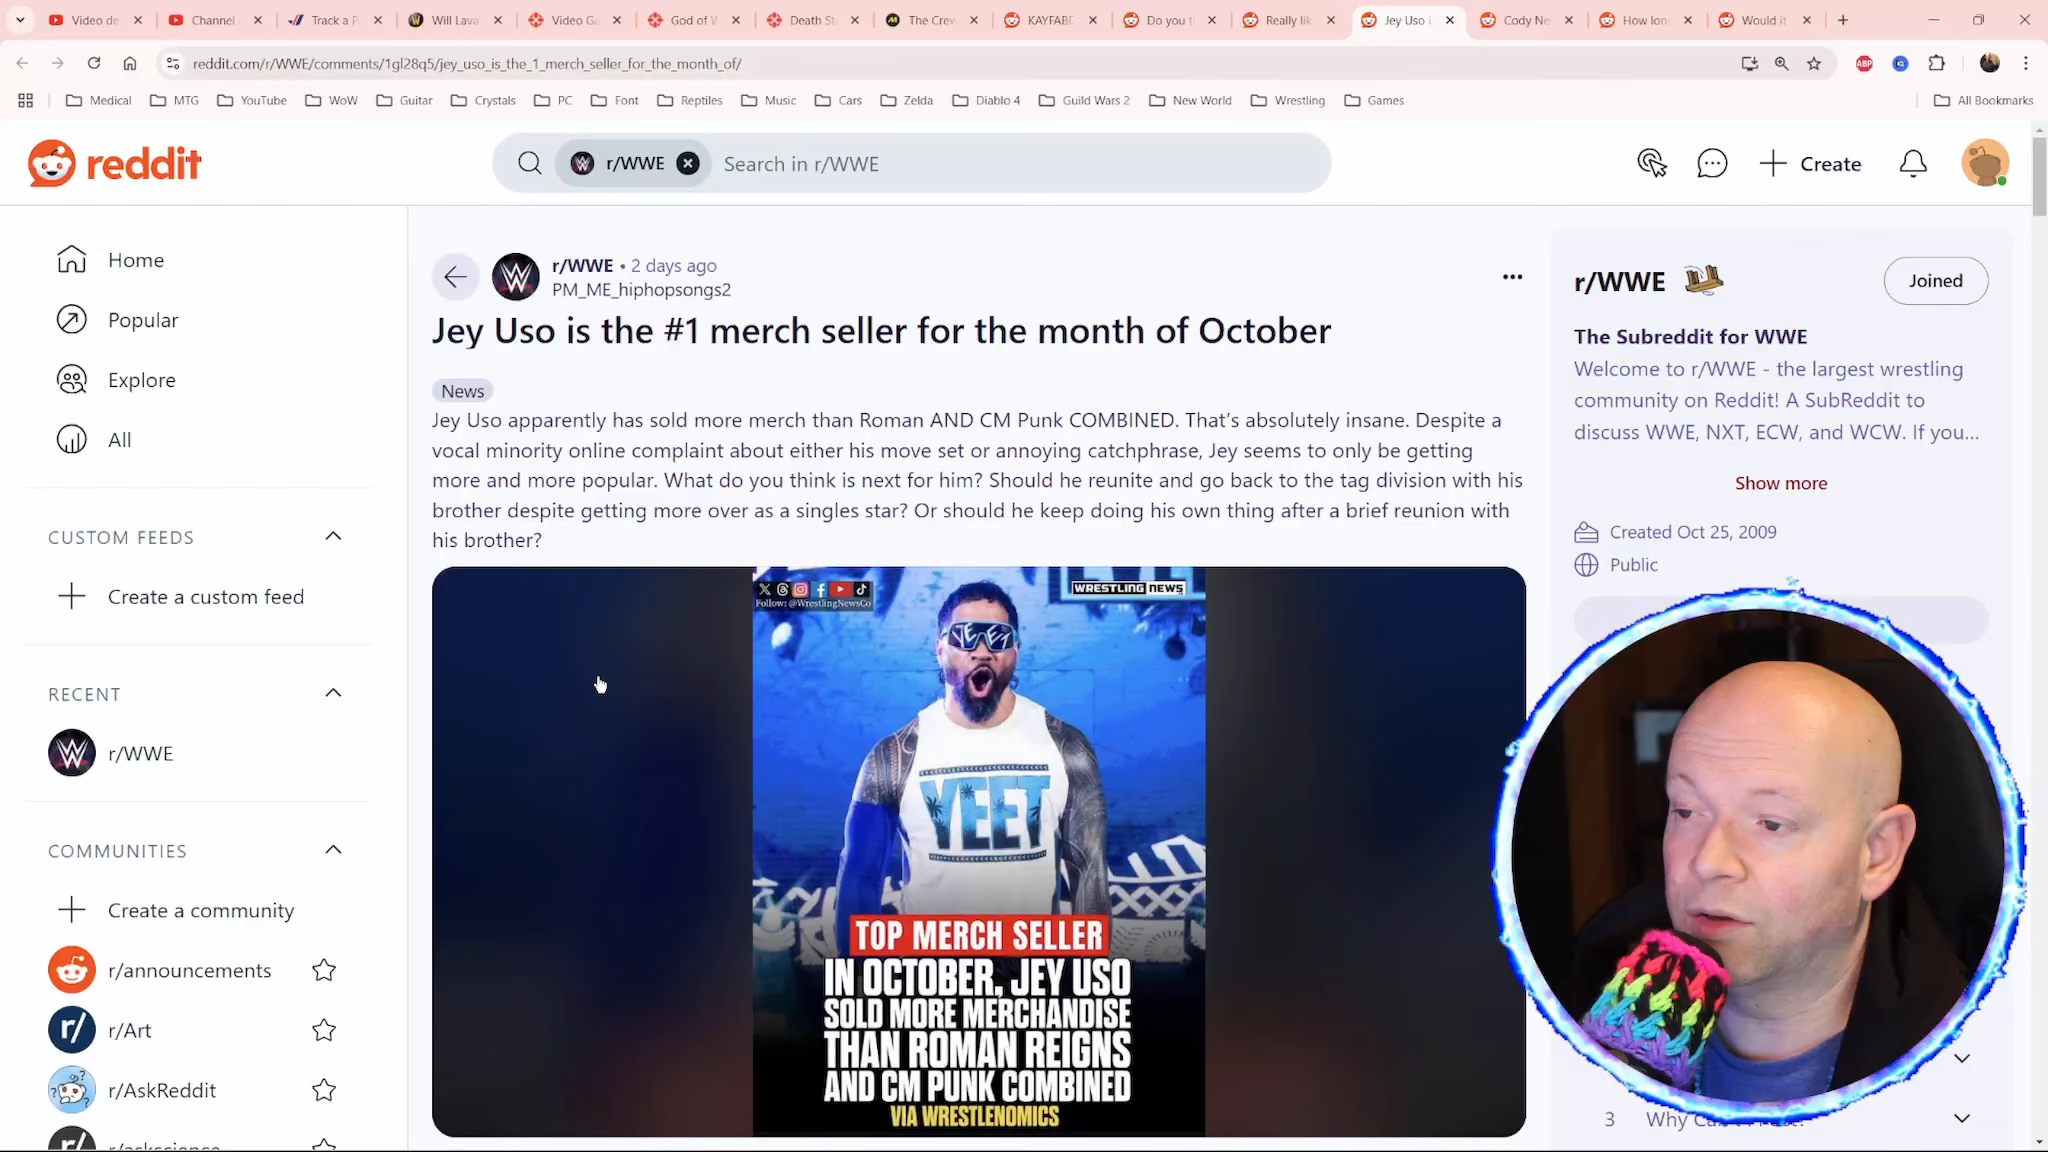 Video de
Channel
Track a P
Will Lava
Video Ga
God of W
Death St
The Crew
KAYFABE
Do you t
Really lik
Jey Uso i
Cody Ne
How lon
Would it
reddit.com/r/WWE/comments/1gl28q5/jey_uso_is_the_1_merch_seller_for_the_month_of/
ABP
Medical
MTG
YouTube
WoW
Guitar
Crystals
PC
Font
Reptiles
Music
Cars
Zelda
Diablo 4
Guild Wars 2
New World
Wrestling
Games
All Bookmarks
reddit
r/WWE
Search in r/WWE
Create
Home
Popular
Explore
All
CUSTOM FEEDS
Create a custom feed
RECENT
r/WWE
COMMUNITIES
Create a community
r/announcements
r/Art
r/AskReddit
r/askscience
r/WWE • 2 days ago
PM_ME_hiphopsongs2
Jey Uso is the #1 merch seller for the month of October
News
Jey Uso apparently has sold more merch than Roman AND CM Punk COMBINED. That's absolutely insane. Despite a
vocal minority online complaint about either his move set or annoying catchphrase, Jey seems to only be getting
more and more popular. What do you think is next for him? Should he reunite and go back to the tag division with his
brother despite getting more over as a singles star? Or should he keep doing his own thing after a brief reunion with
his brother?
Follow: @WrestlingNewsCo
WRESTLING NEWS
YEET
YEET
TOP MERCH SELLER
IN OCTOBER, JEY USO
SOLD MORE MERCHANDISE
THAN ROMAN REIGNS
AND CM PUNK COMBINED
VIA WRESTLENOMICS
r/WWE
Joined
The Subreddit for WWE
Welcome to r/WWE - the largest wrestling
community on Reddit! A SubReddit to
discuss WWE, NXT, ECW, and WCW. If you...
Show more
Created Oct 25, 2009
Public
3 Why